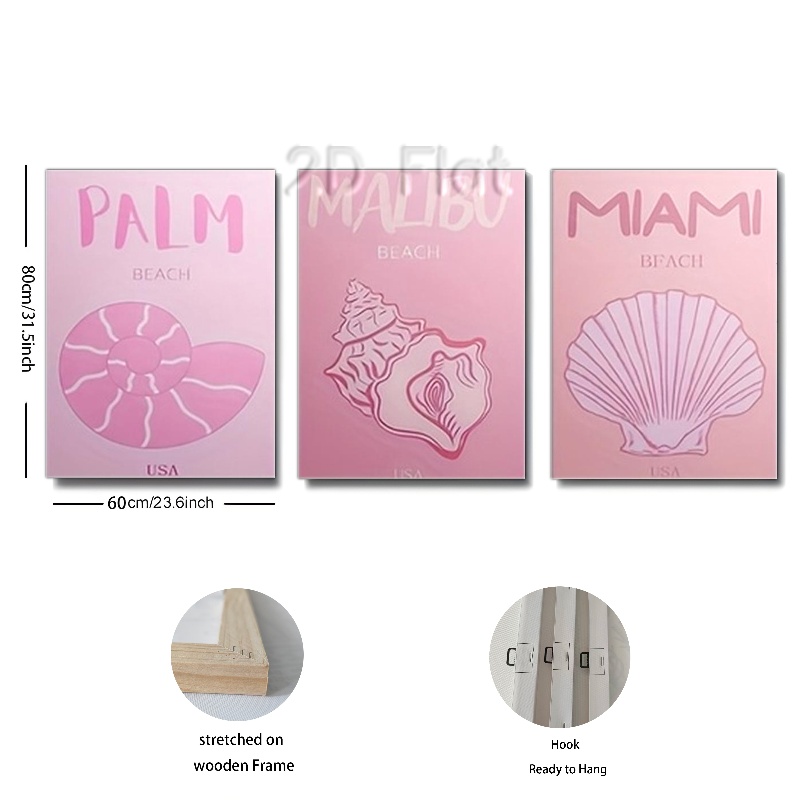 2D Flat
PALM
BEACH
USA
MALIBU
BEACH
USA
MIAMI
BEACH
USA
80cm/31.5inch
60cm/23.6inch
stretched on
wooden Frame
Hook
Ready to Hang